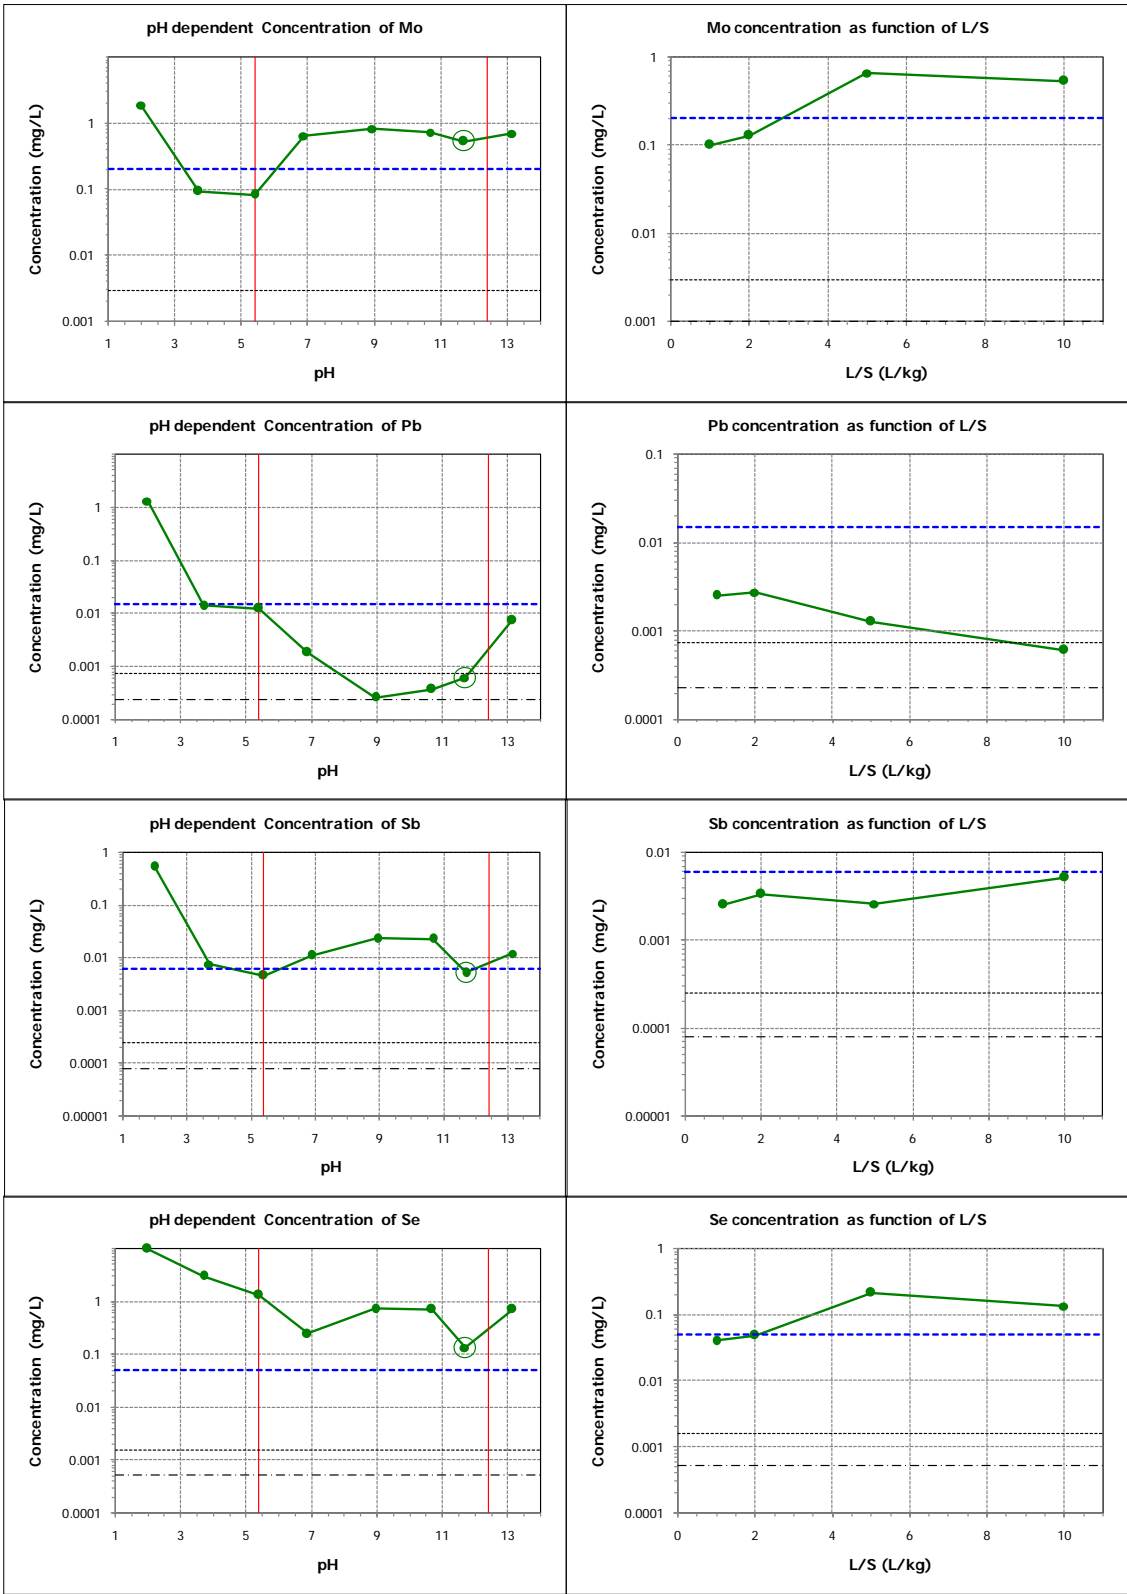 pH dependent Concentration of Mo
Concentration (mg/L)
1
0.1
0.01
0.001
1 3 5 7 9 11 13
pH
Mo concentration as function of L/S
Concentration (mg/L)
1
0.1
0.01
0.001
0 2 4 6 8 10
L/S (L/kg)
pH dependent Concentration of Pb
Concentration (mg/L)
1
0.1
0.01
0.001
0.0001
1 3 5 7 9 11 13
pH
Pb concentration as function of L/S
Concentration (mg/L)
0.1
0.01
0.001
0.0001
0 2 4 6 8 10
L/S (L/kg)
pH dependent Concentration of Sb
Concentration (mg/L)
1
0.1
0.01
0.001
0.0001
0.00001
1 3 5 7 9 11 13
pH
Sb concentration as function of L/S
Concentration (mg/L)
0.01
0.001
0.0001
0.00001
0 2 4 6 8 10
L/S (L/kg)
pH dependent Concentration of Se
Concentration (mg/L)
1
0.1
0.01
0.001
0.0001
1 3 5 7 9 11 13
pH
Se concentration as function of L/S
Concentration (mg/L)
1
0.1
0.01
0.001
0.0001
0 2 4 6 8 10
L/S (L/kg)